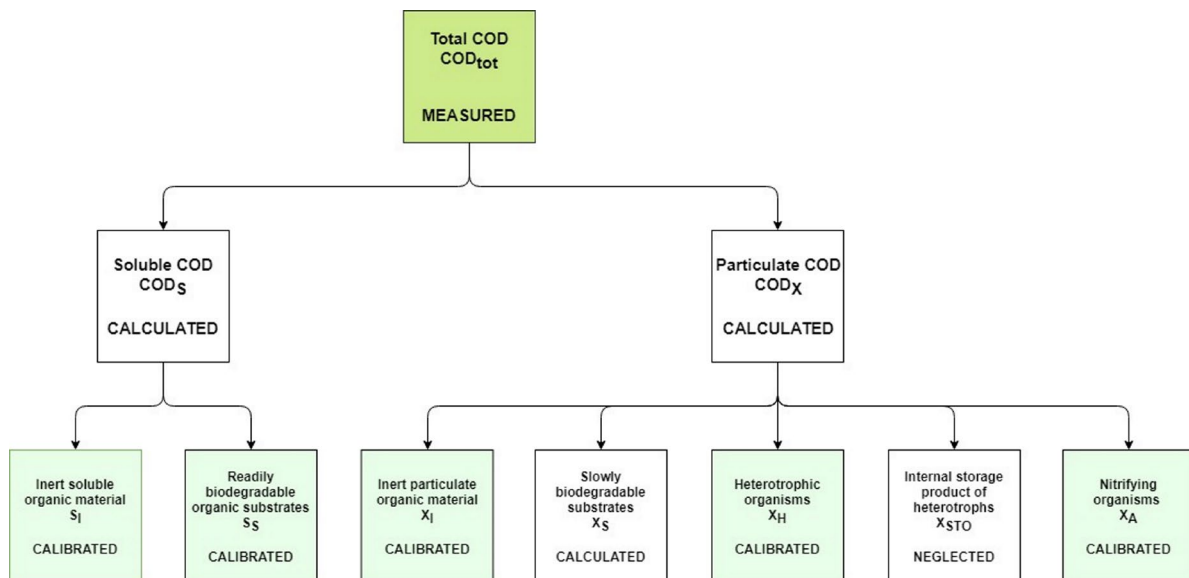 Total COD
CODtot
MEASURED
Soluble COD
CODS
CALCULATED
Particulate COD
CODX
CALCULATED
Inert soluble
organic material
SI
CALIBRATED
Readily
biodegradable
organic substrates
SS
CALIBRATED
Inert particulate
organic material
XI
CALIBRATED
Slowly
biodegradable
substrates
XS
CALCULATED
Heterotrophic
organisms
XH
CALIBRATED
Internal storage
product of
heterotrophs
XSTO
NEGLECTED
Nitrifying
organisms
XA
CALIBRATED